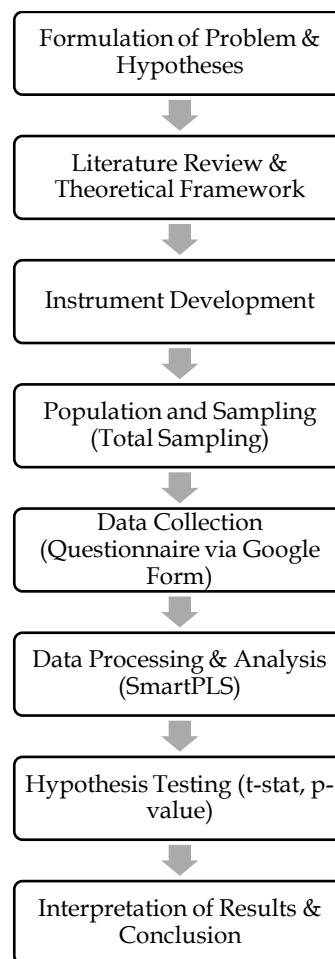 Formulation of Problem &
Hypotheses
Literature Review &
Theoretical Framework
Instrument Development
Population and Sampling
(Total Sampling)
Data Collection
(Questionnaire via Google
Form)
Data Processing & Analysis
(SmartPLS)
Hypothesis Testing (t-stat, p-
value)
Interpretation of Results &
Conclusion